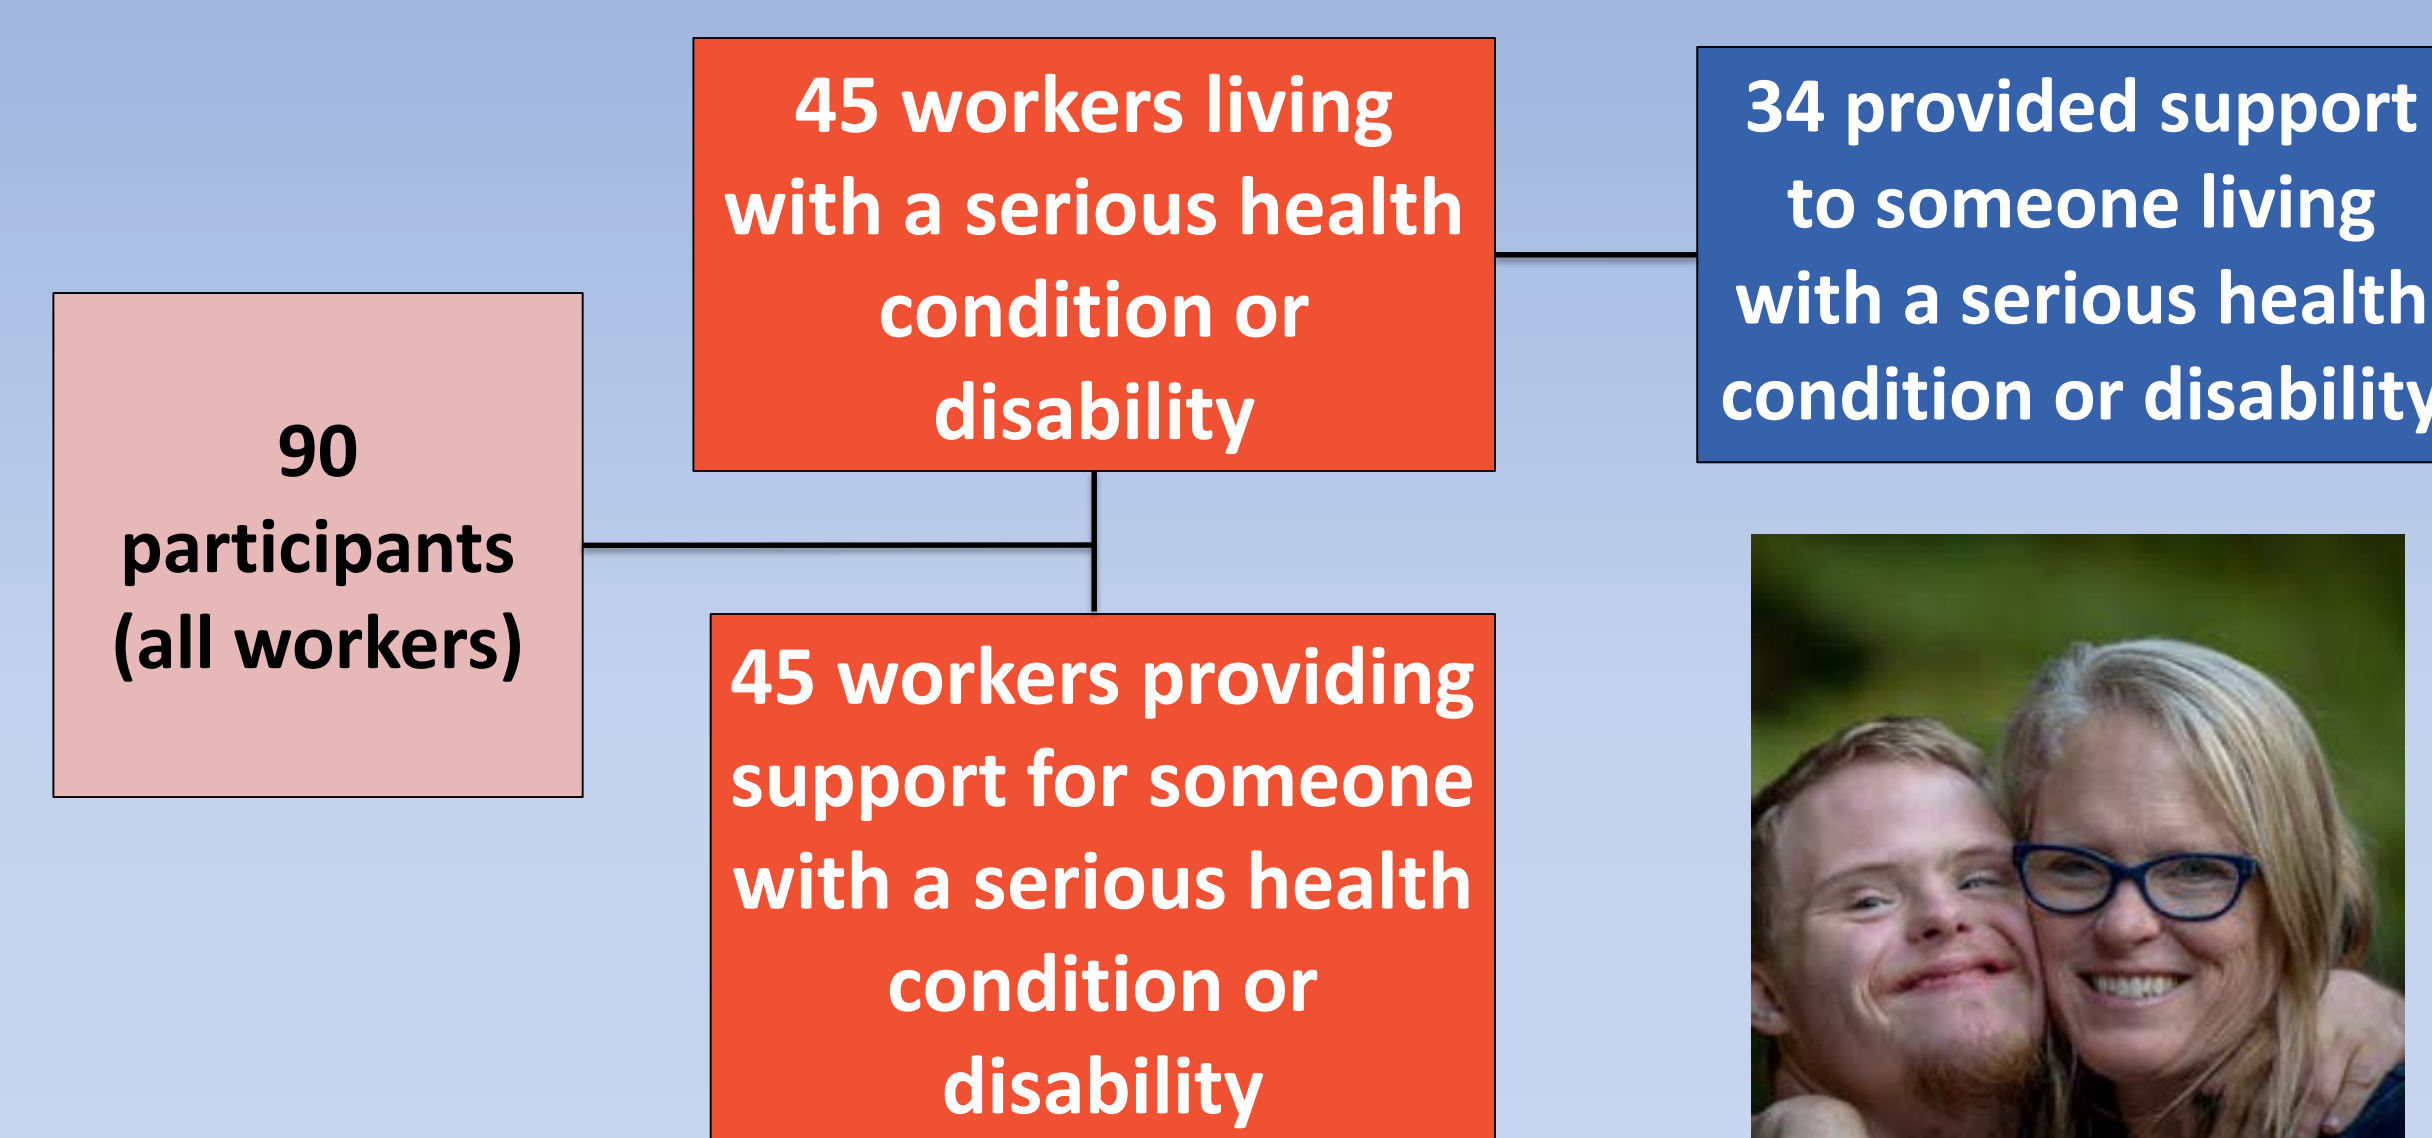 90
participants
(all workers)
45 workers living
with a serious health
condition or
disability
34 provided support
to someone living
with a serious health
condition or disability
45 workers providing
support for someone
with a serious health
condition or
disability